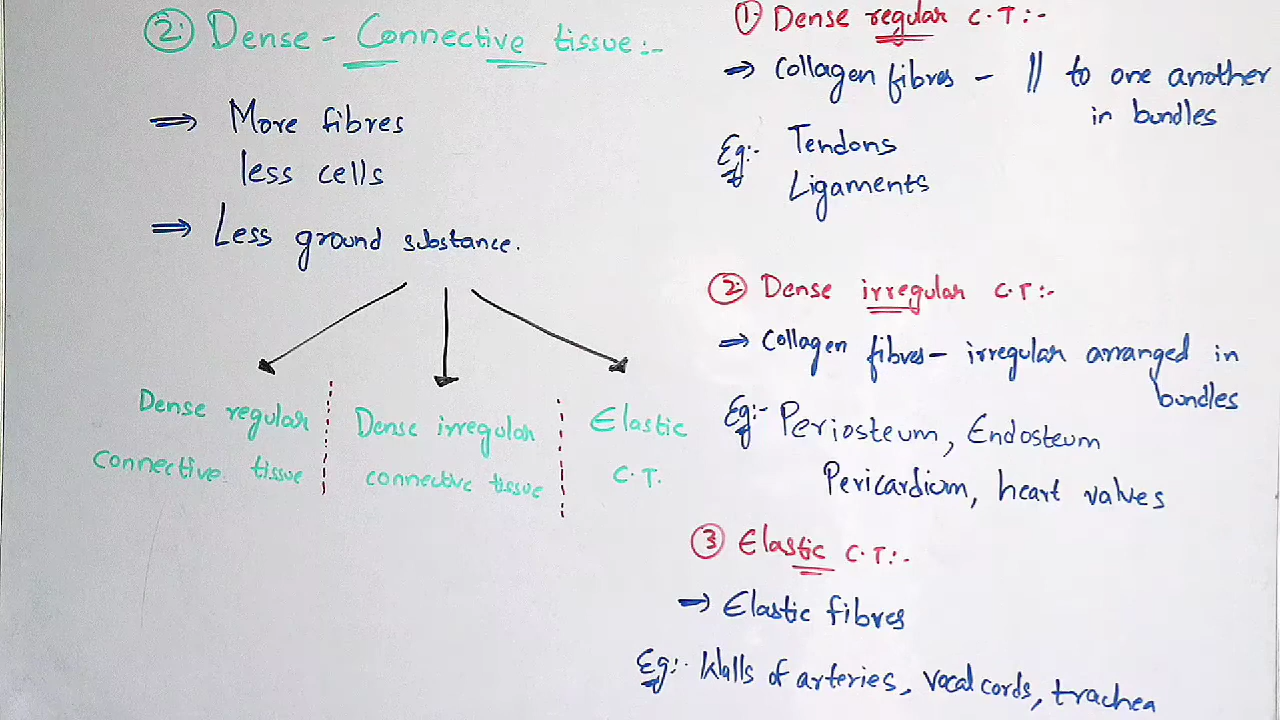 ② Dense - Connective tissue:-
⇒ More fibres
less cells
⇒ Less ground substance.
Dense regular
connective tissue
Dense irregular
connective tissue
Elastic
C.T.
① Dense regular C.T:-
→ Collagen fibres - || to one another
in bundles
Eg:- Tendons
Ligaments
② Dense irregular C.T:-
→ Collagen fibres - irregular arranged in
bundles
Eg:- Periosteum, Endosteum
Pericardium, heart valves
③ Elastic C.T:-
→ Elastic fibres
Eg:- Walls of arteries, vocal cords, trachea